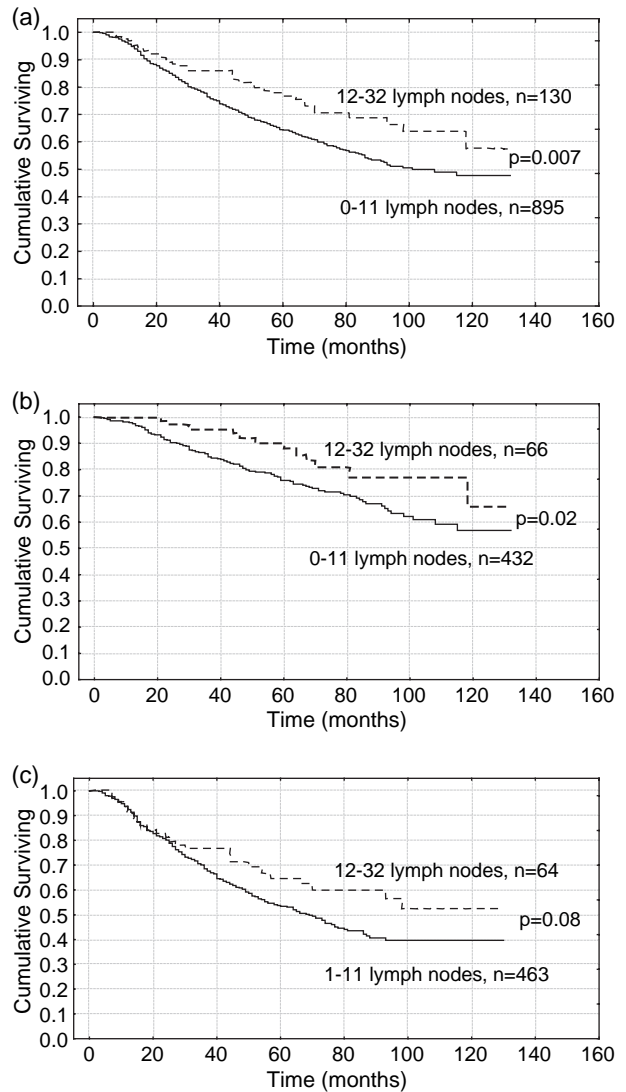 (a)
1.0
0.9
0.8
0.7
0.6
0.5
0.4
0.3
0.2
0.1
0.0
Cumulative Surviving
12-32 lymph nodes, n=130
p=0.007
0-11 lymph nodes, n=895
0 20 40 60 80 100 120 140 160
Time (months)
(b)
1.0
0.9
0.8
0.7
0.6
0.5
0.4
0.3
0.2
0.1
0.0
Cumulative Surviving
12-32 lymph nodes, n=66
p=0.02
0-11 lymph nodes, n=432
0 20 40 60 80 100 120 140 160
Time (months)
(c)
1.0
0.9
0.8
0.7
0.6
0.5
0.4
0.3
0.2
0.1
0.0
Cumulative Surviving
12-32 lymph nodes, n=64
p=0.08
1-11 lymph nodes, n=463
0 20 40 60 80 100 120 140 160
Time (months)